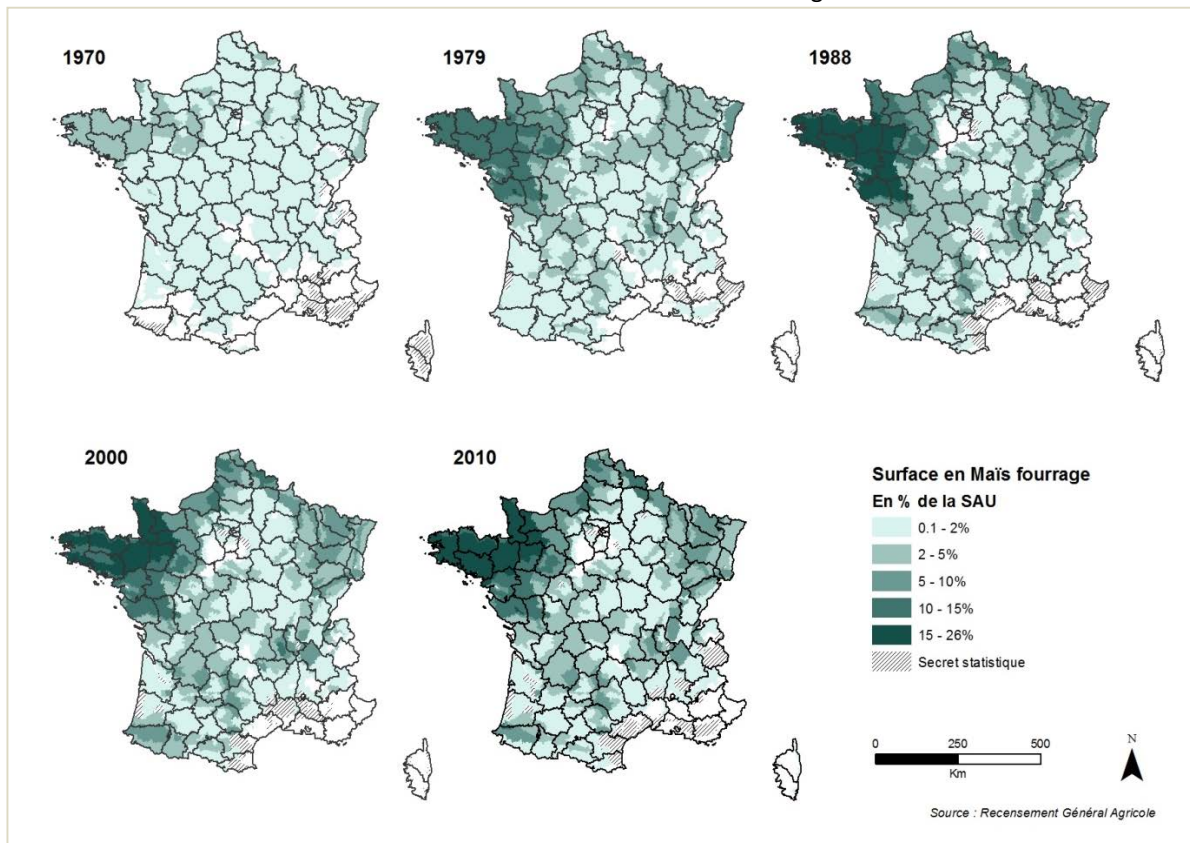 1970
1979
1988
2000
2010
Surface en Maïs fourrage
En % de la SAU
0.1 - 2%
2 - 5%
5 - 10%
10 - 15%
15 - 26%
Secret statistique
0 250 500
Km
N
Source : Recensement Général Agricole